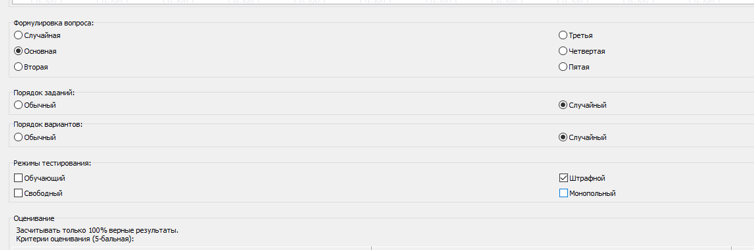 Формулировка вопроса:
Случайная Третья
Основная Четвертая
Вторая Пятая
Порядок заданий:
Обычный Случайный
Порядок вариантов:
Обычный Случайный
Режимы тестирования:
Обучающий Штрафной
Свободный Монопольный
Оценивание
Засчитывать только 100% верные результаты.
Критерии оценивания (5-бальная):